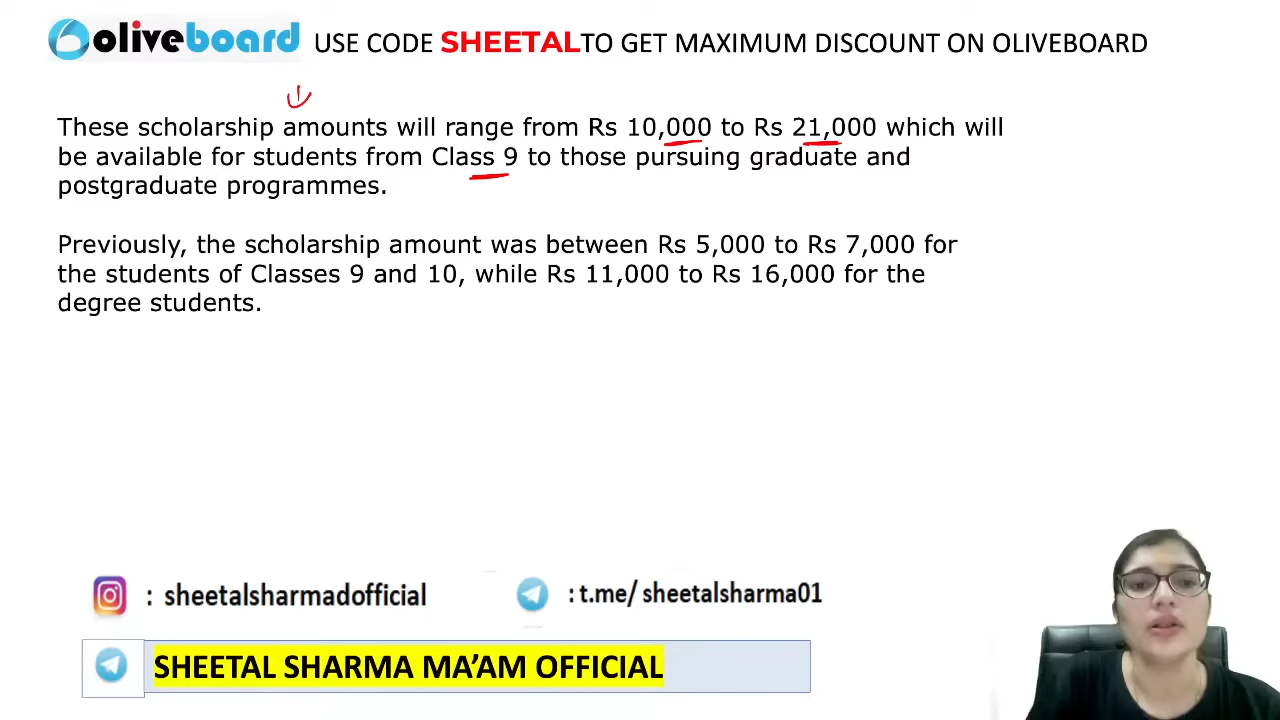 oliveboard USE CODE SHEETAL TO GET MAXIMUM DISCOUNT ON OLIVEBOARD
These scholarship amounts will range from Rs 10,000 to Rs 21,000 which will
be available for students from Class 9 to those pursuing graduate and
postgraduate programmes.
Previously, the scholarship amount was between Rs 5,000 to Rs 7,000 for
the students of Classes 9 and 10, while Rs 11,000 to Rs 16,000 for the
degree students.
: sheetalsharmadofficial : t.me/ sheetalsharma01
SHEETAL SHARMA MA’AM OFFICIAL